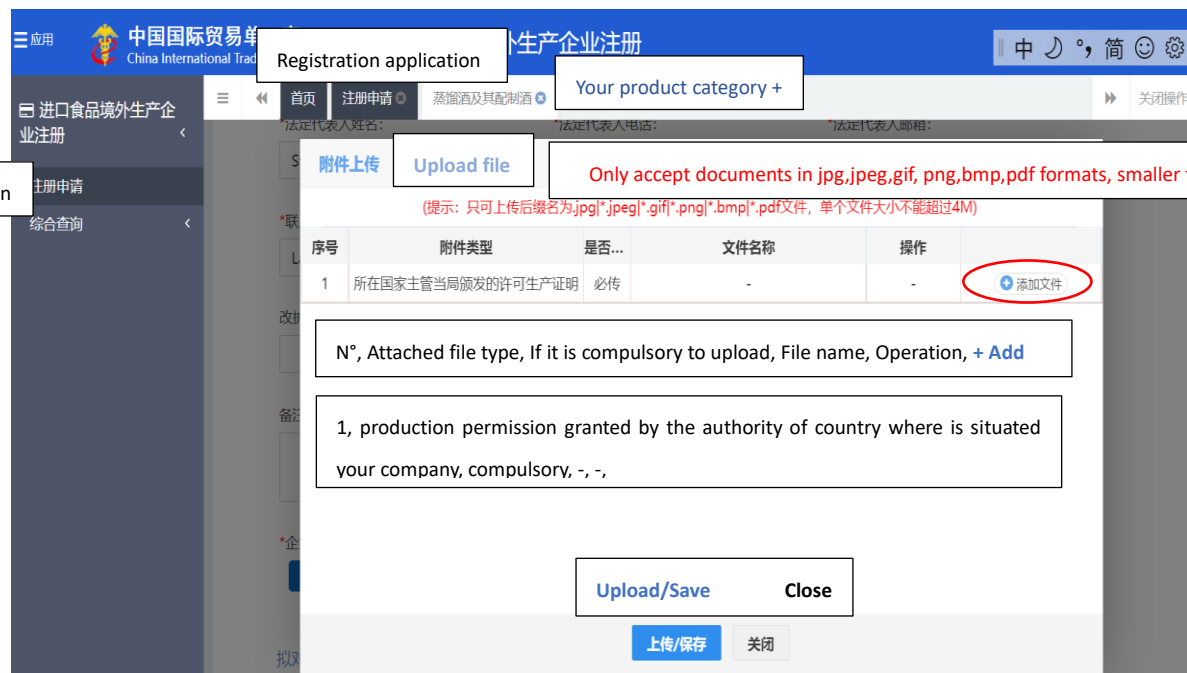 应用
中国国际贸易单
China International Trad
外生产企业注册
中
简
Registration application
Your product category +
首页
注册申请
蒸馏酒及其配制酒
关闭操作
进口食品境外生产企
业注册
n
注册申请
综合查询
*法定代表人姓名:
*法定代表人电话:
*法定代表人邮箱:
S
附件上传
Upload file
Only accept documents in jpg,jpeg,gif, png,bmp,pdf formats, smaller
(提示：只可上传后缀名为.jpg|*.jpeg|*.gif|*.png|*.bmp|*.pdf文件，单个文件大小不能超过4M)
*联
L
序号 附件类型 是否... 文件名称 操作
1 所在国家主管当局颁发的许可生产证明 必传 - - 添加文件
改扩
N°, Attached file type, If it is compulsory to upload, File name, Operation, + Add
备注
1, production permission granted by the authority of country where is situated
your company, compulsory, -, -,
*企
Upload/Save Close
上传/保存 关闭
拟对